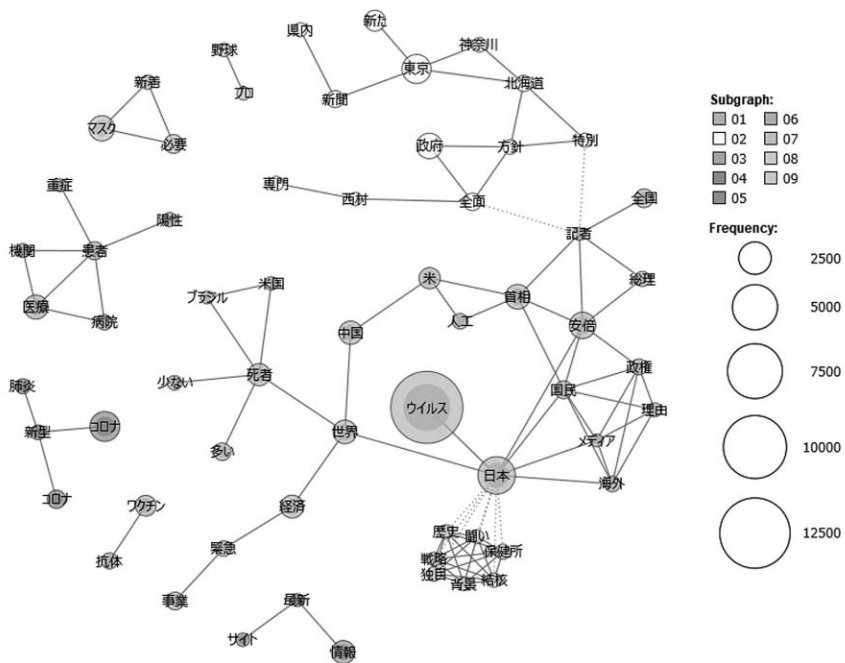 新た
県内
神奈川
野球
東京
新善
プロ
新聞
北海道
マスク
必要
政府
方針
特別
重症
専門
西村
全面
全国
陽性
記者
機関
患者
米国
米
総理
ブラジル
首相
医療
病院
人工
安倍
中国
死者
政権
肺炎
少ない
国民
ウイルス
理由
新型
コロナ
世界
メディア
多い
日本
海外
コロナ
ワクチン
経済
歴史
闘い
緊急
保健所
抗体
戦略
独自
背景
結核
事業
最新
サイト
情報
Subgraph:
01
06
02
07
03
08
04
09
05
Frequency:
2500
5000
7500
10000
12500